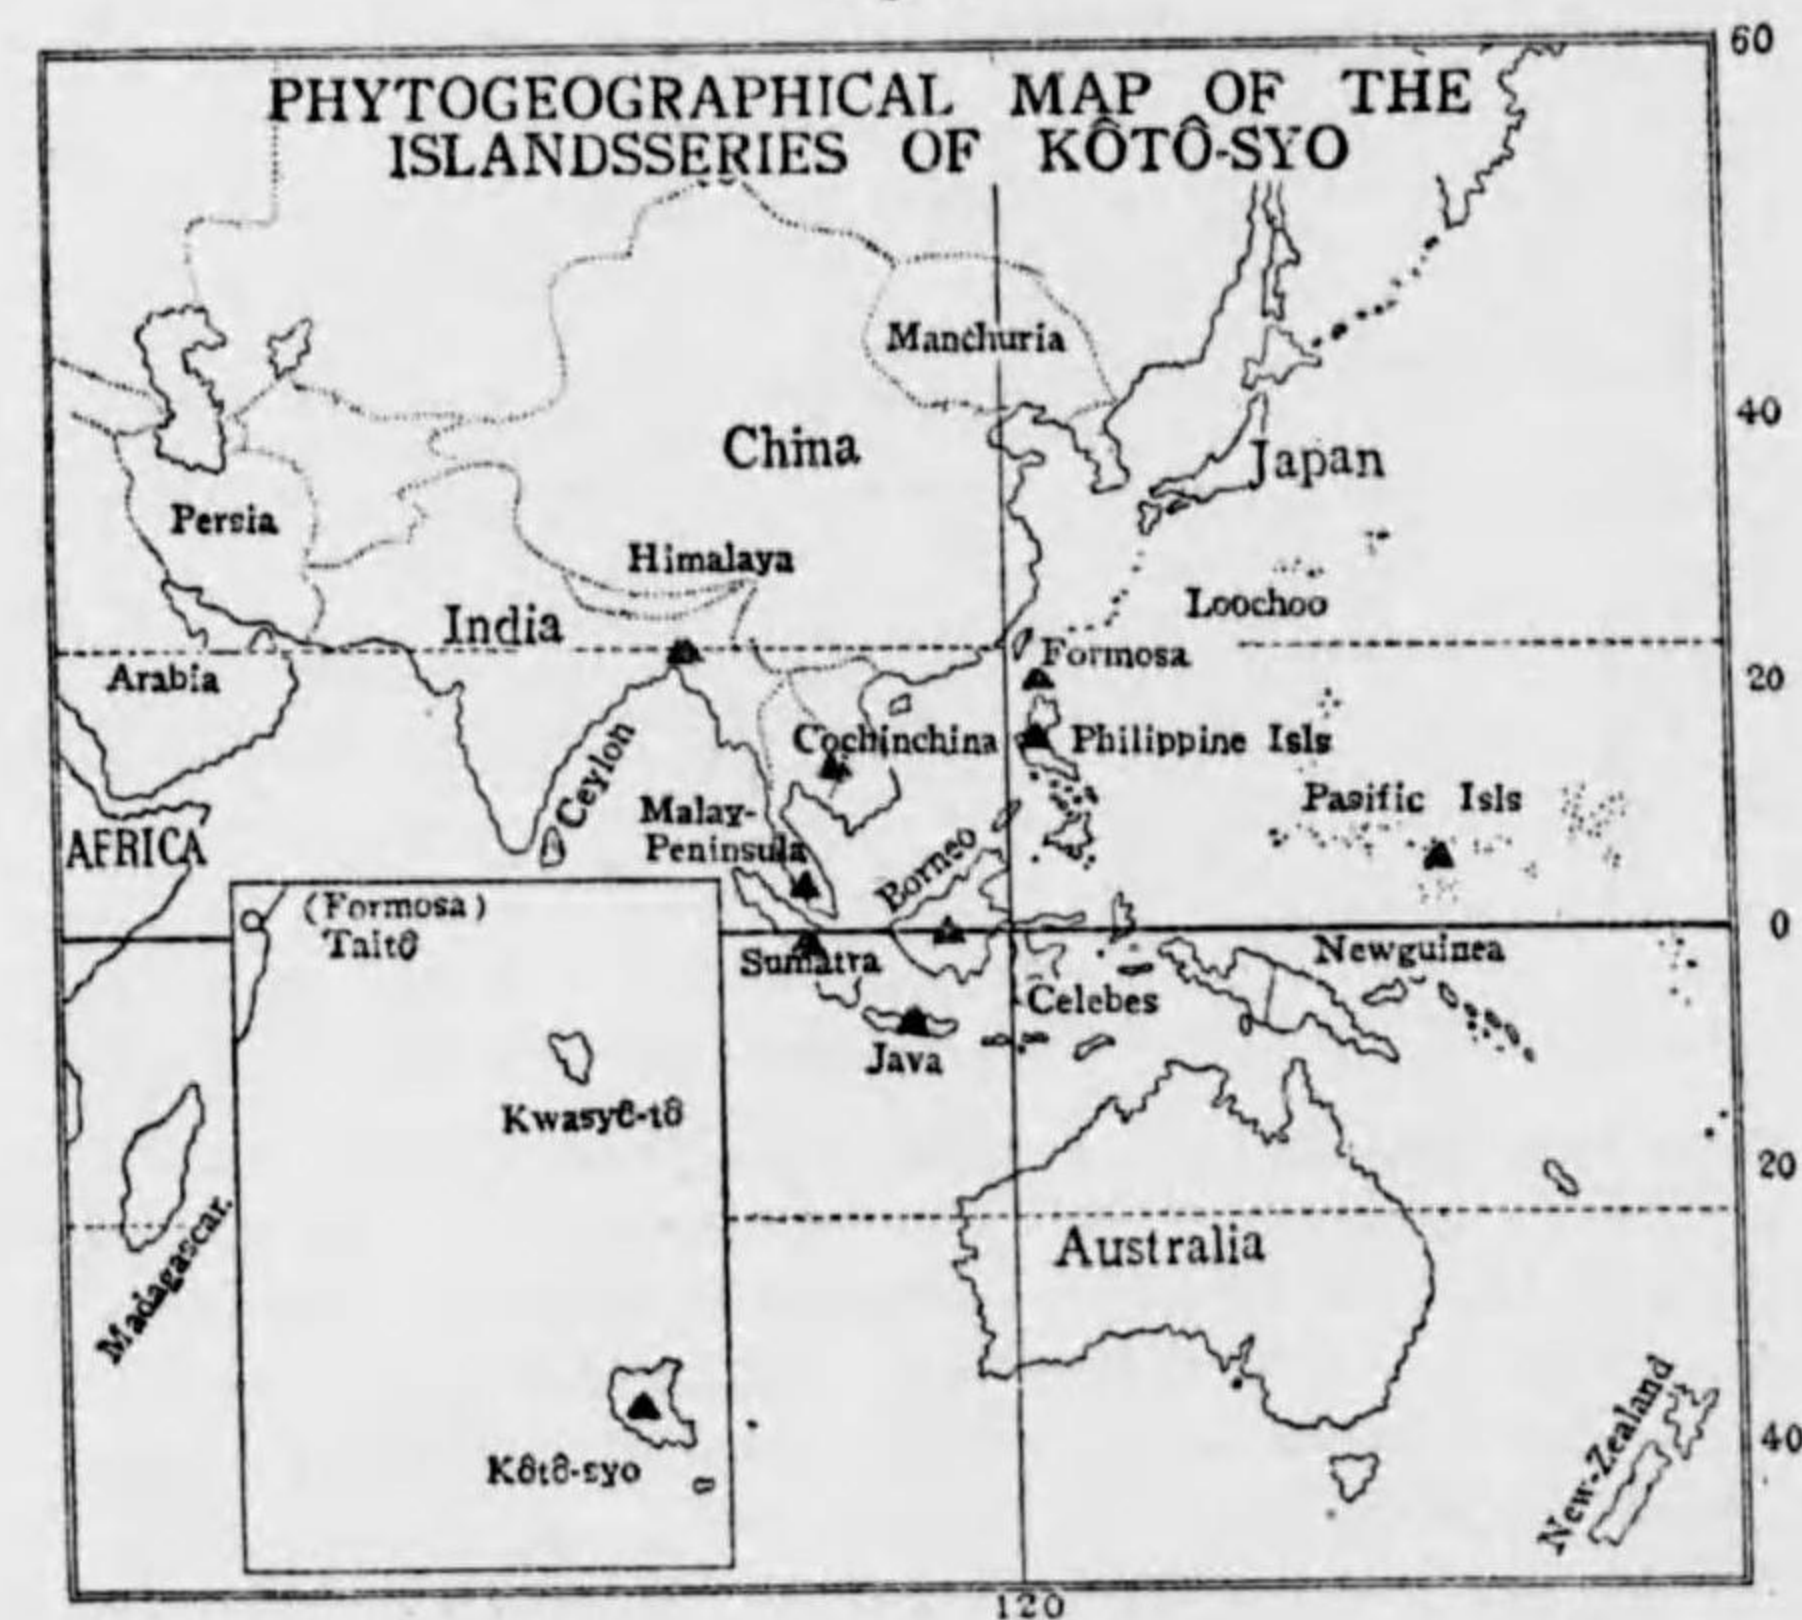 60
PHYTOGEOGRAPHICAL MAP OF THE
ISLANDSSERIES OF KÔTÔ-SYO
Manchuria
40
China
Japan
Persia
Himalaya
Loochoo
India
Formosa
Arabia
20
Cochinchina
Philippine Isls
Ceylon
Malay-
Peninsula
Pasific Isls
AFRICA
Borneo
(Formosa)
Taitô
0
Sumatra
Newguinea
Celebes
Java
Kwasyô-tô
20
Madagascar.
Australia
New-Zealand
40
Kôtô-syo
120